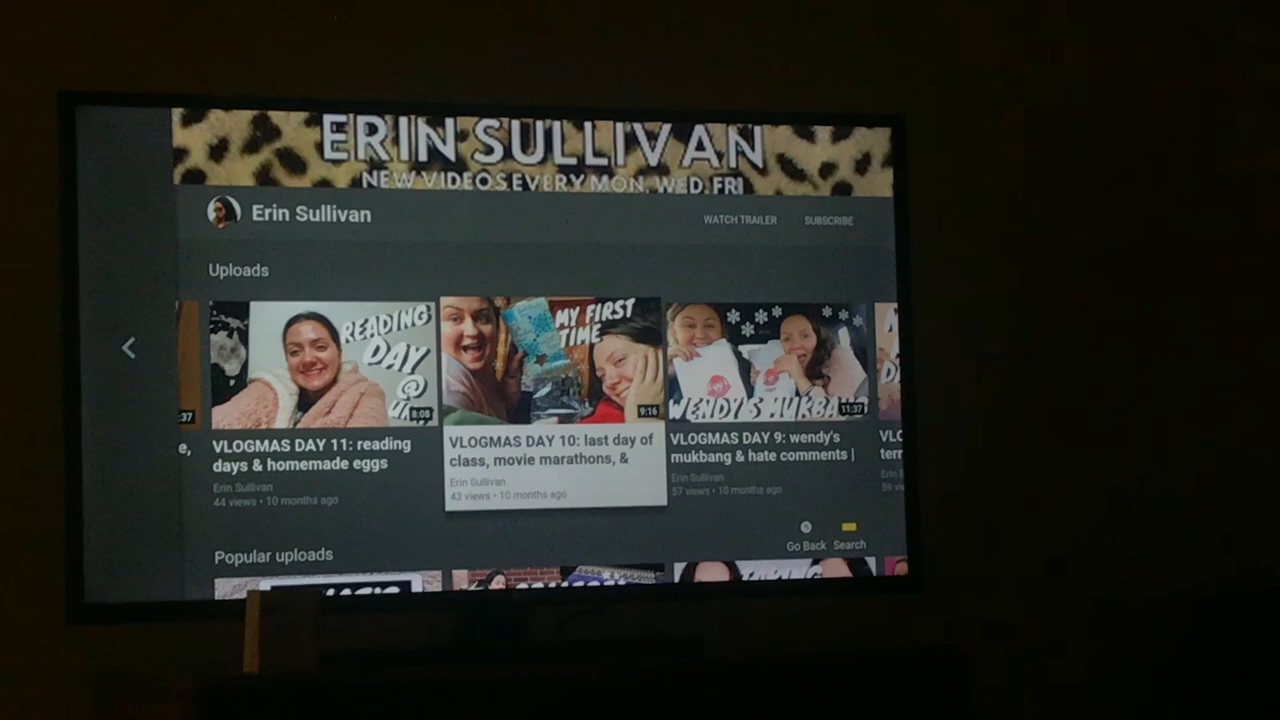 ERIN SULLIVAN
NEW VIDEOS EVERY MON, WED, FRI
Erin Sullivan
WATCH TRAILER
SUBSCRIBE
Uploads
READING
DAY
@
8:08
MY FIRST
TIME
9:16
WENDY'S MUKBANG
11:37
:37
e,
VLOGMAS DAY 11: reading
days & homemade eggs
Erin Sullivan
44 views • 10 months ago
VLOGMAS DAY 10: last day of
class, movie marathons, &
Erin Sullivan
43 views • 10 months ago
VLOGMAS DAY 9: wendy's
mukbang & hate comments |
Erin Sullivan
57 views • 10 months ago
Go Back
Search
Popular uploads